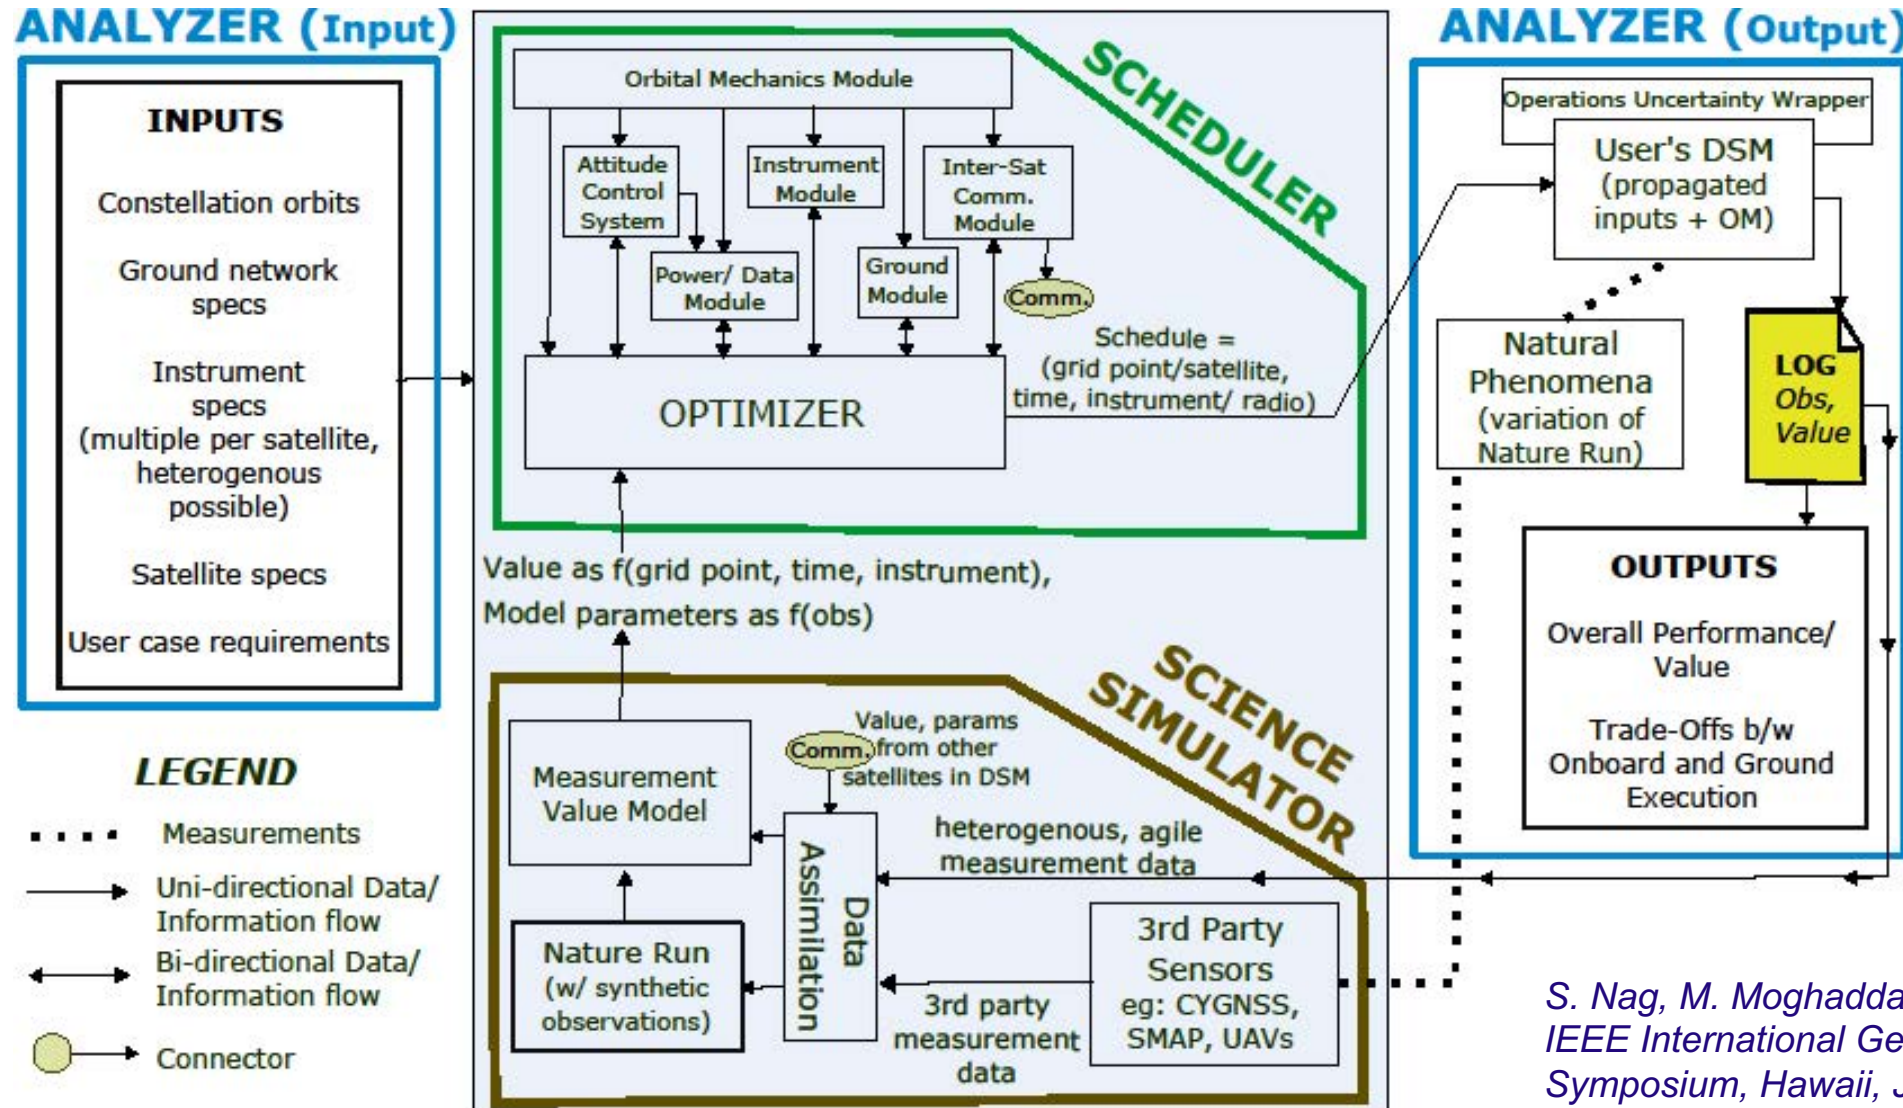 ANALYZER (Input)
INPUTS
Constellation orbits
Ground network
specs
Instrument
specs
(multiple per satellite,
heterogenous
possible)
Satellite specs
User case requirements
LEGEND
Measurements
Uni-directional Data/
Information flow
Bi-directional Data/
Information flow
Connector
SCHEDULER
Orbital Mechanics Module
Attitude
Control
System
Instrument
Module
Inter-Sat
Comm.
Module
Power/ Data
Module
Ground
Module
Comm.
OPTIMIZER
Schedule =
(grid point/satellite,
time, instrument/ radio)
Value as f(grid point, time, instrument),
Model parameters as f(obs)
SCIENCE
SIMULATOR
Measurement
Value Model
Comm.
Value, params
from other
satellites in DSM
Data
Assimilation
heterogenous, agile
measurement data
Nature Run
(w/ synthetic
observations)
3rd party
measurement
data
3rd Party
Sensors
eg: CYGNSS,
SMAP, UAVs
ANALYZER (Output)
Operations Uncertainty Wrapper
User's DSM
(propagated
inputs + OM)
Natural
Phenomena
(variation of
Nature Run)
LOG
Obs,
Value
OUTPUTS
Overall Performance/
Value
Trade-Offs b/w
Onboard and Ground
Execution
S. Nag, M. Moghadda
IEEE International Ge
Symposium, Hawaii, J